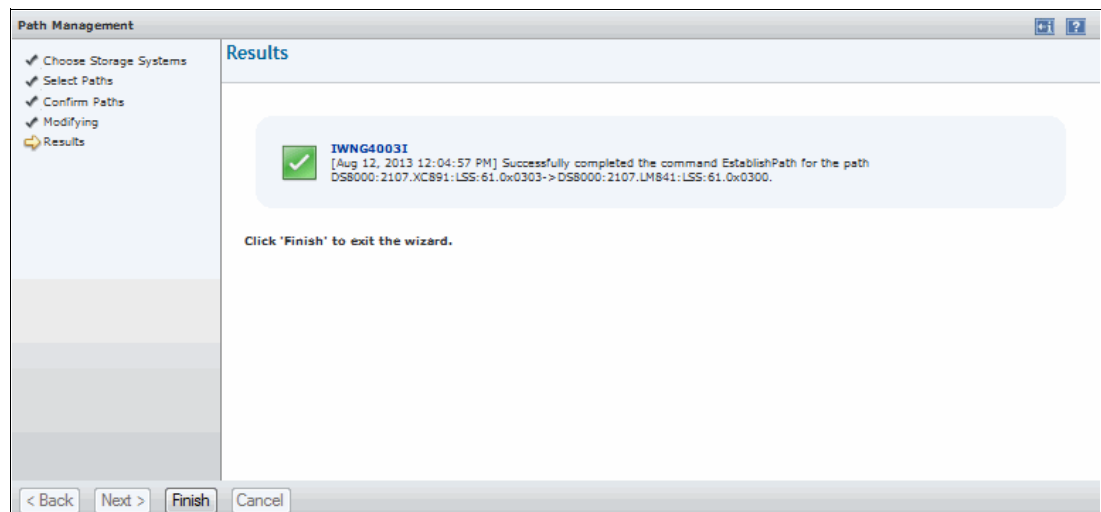 Path Management
Choose Storage Systems
Select Paths
Confirm Paths
Modifying
Results
Results
IWNG4003I
[Aug 12, 2013 12:04:57 PM] Successfully completed the command EstablishPath for the path
DS8000:2107.XC891:LSS:61.0x0303->DS8000:2107.LM841:LSS:61.0x0300.
Click 'Finish' to exit the wizard.
< Back
Next >
Finish
Cancel